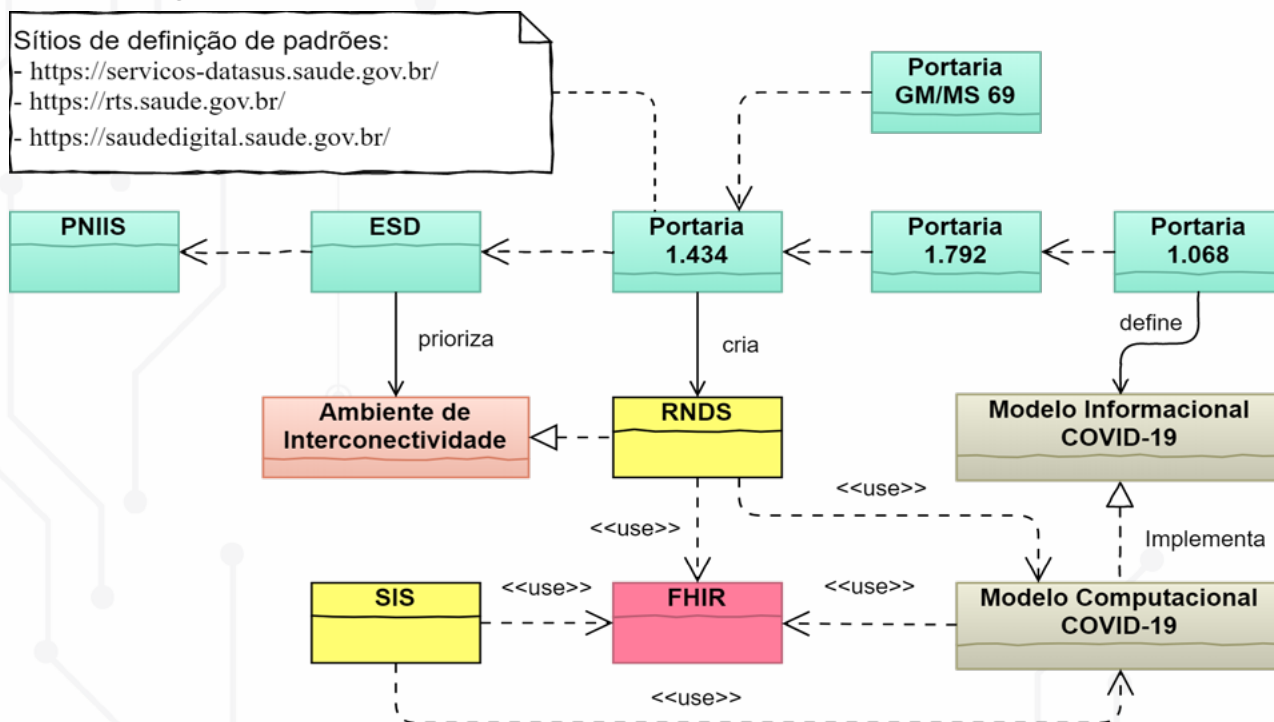 Sítios de definição de padrões:
- https://servicos-datasus.saude.gov.br/
- https://rts.saude.gov.br/
- https://saudedigital.saude.gov.br/
Portaria
GM/MS 69
PNIIS
ESD
Portaria
1.434
Portaria
1.792
Portaria
1.068
prioriza
cria
define
Ambiente de
Interconectividade
RNDS
Modelo Informacional
COVID-19
<<use>>
<<use>>
Implementa
SIS
<<use>>
FHIR
<<use>>
Modelo Computacional
COVID-19
<<use>>